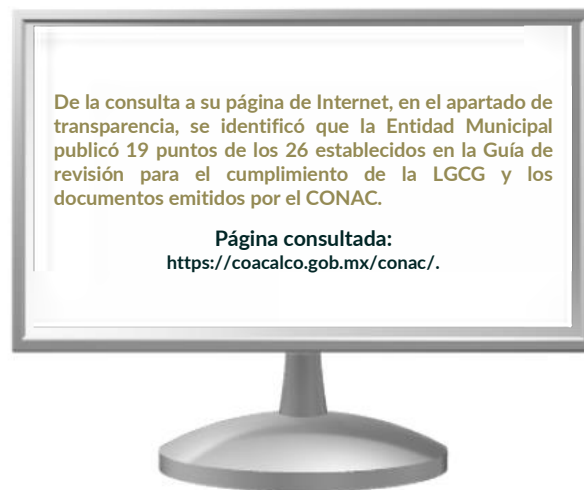 De la consulta a su página de Internet, en el apartado de
transparencia, se identificó que la Entidad Municipal
publicó 19 puntos de los 26 establecidos en la Guía de
revisión para el cumplimiento de la LGCG y los
documentos emitidos por el CONAC.
Página consultada:
https://coacalco.gob.mx/conac/.